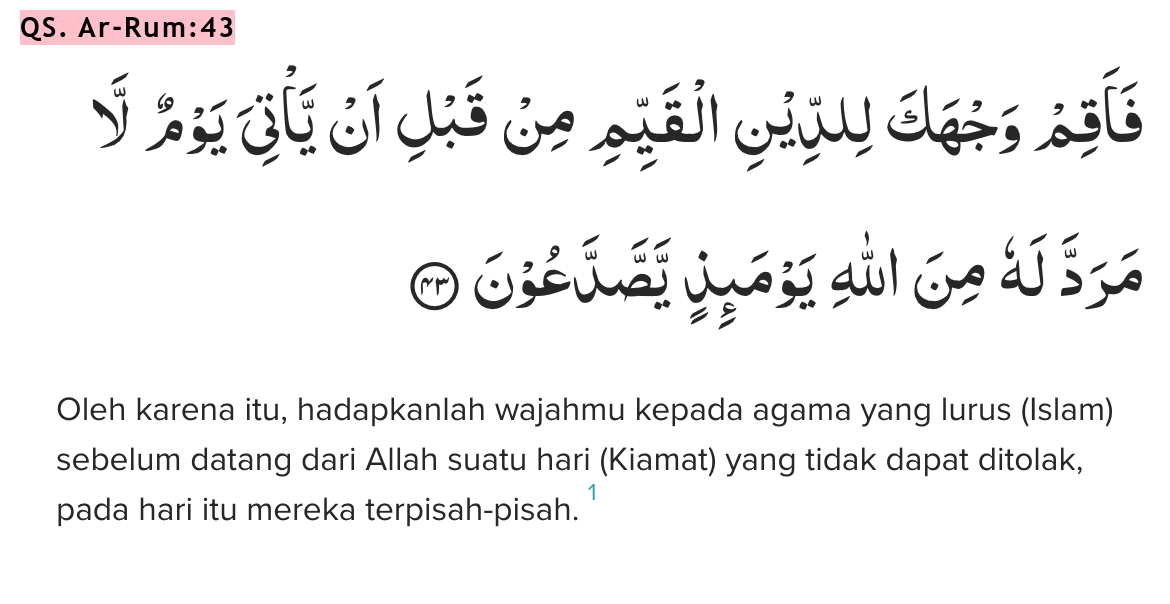 QS. Ar-Rum:43
فَاَقِمْ وَجْهَكَ لِلدِّيْنِ الْقَيِّمِ مِنْ قَبْلِ اَنْ يَّأْتِيَ يَوْمٌ لَّا
مَرَدَّ لَهٗ مِنَ اللّٰهِ يَوْمَىِٕذٍ يَّصَّدَّعُوْنَ ٤٣
Oleh karena itu, hadapkanlah wajahmu kepada agama yang lurus (Islam)
sebelum datang dari Allah suatu hari (Kiamat) yang tidak dapat ditolak,
pada hari itu mereka terpisah-pisah. 1